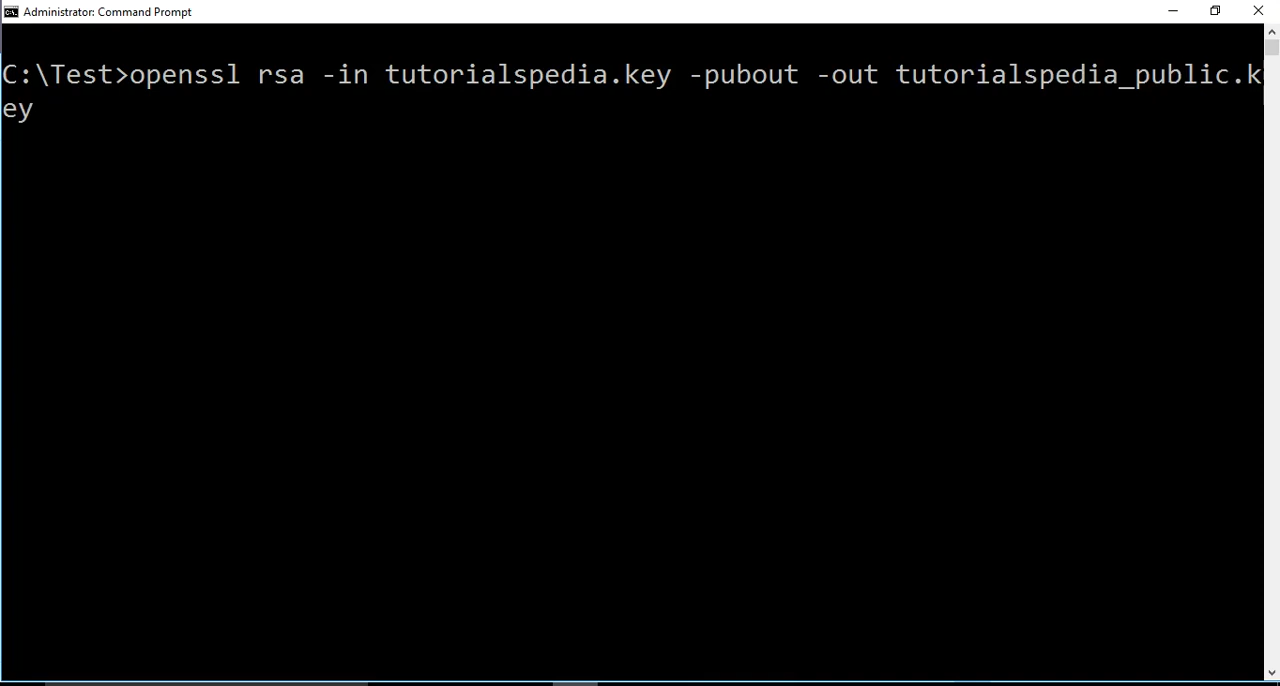 Administrator: Command Prompt
C:\Test>openssl rsa -in tutorialspedia.key -pubout -out tutorialspedia_public.k
ey